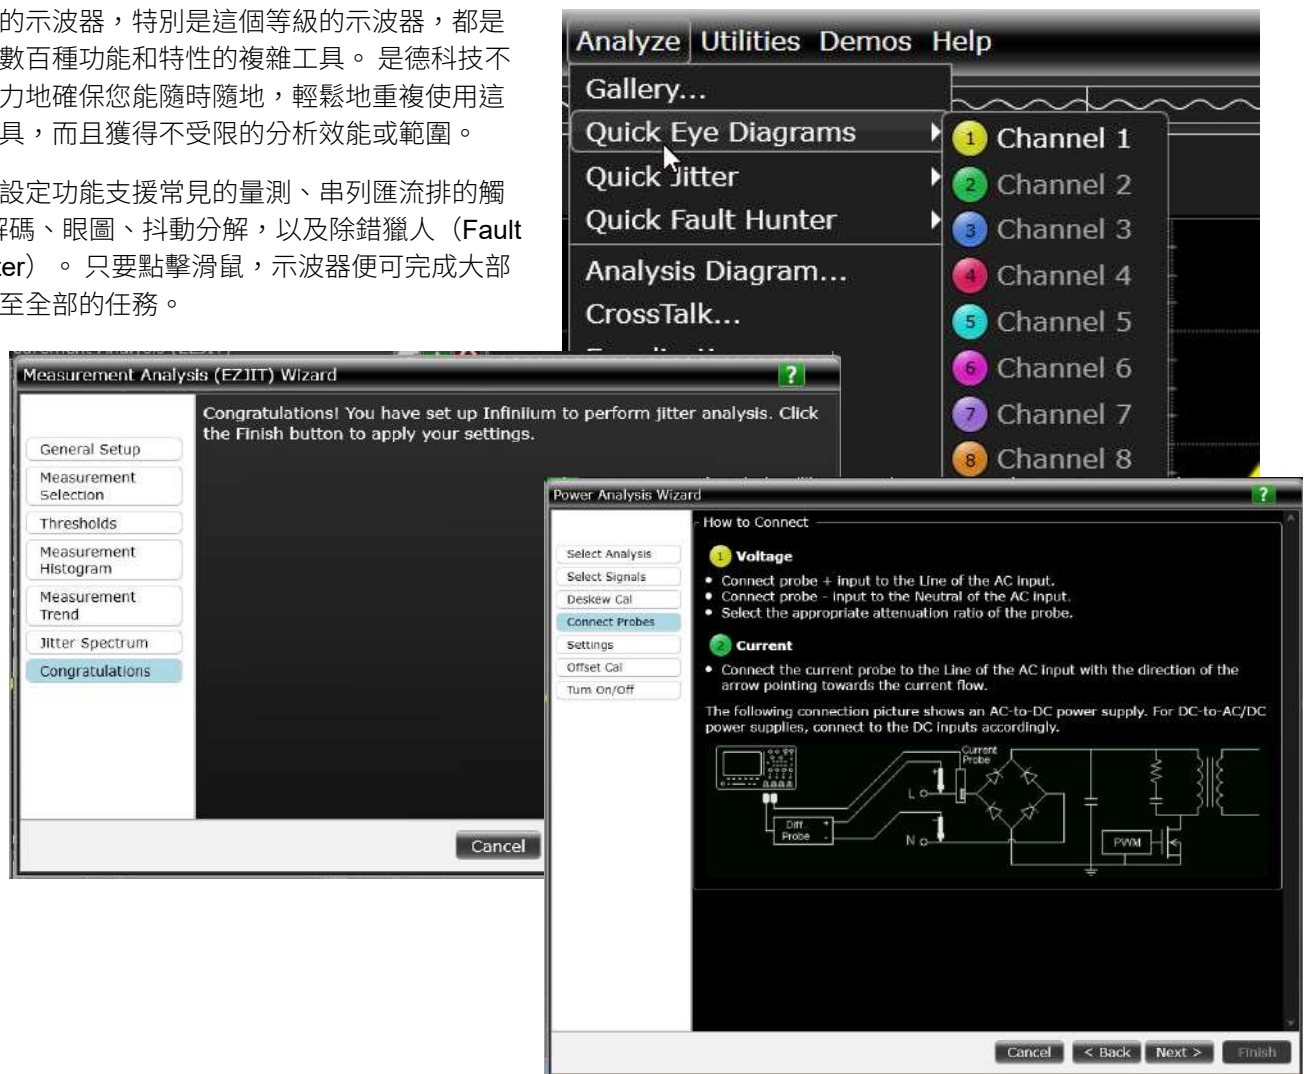 的示波器，特別是這個等級的示波器，都是
數百種功能和特性的複雜工具。 是德科技不
力地確保您能隨時隨地，輕鬆地重複使用這
具，而且獲得不受限的分析效能或範圍。
設定功能支援常見的量測、串列匯流排的觸
解碼、眼圖、抖動分解，以及除錯獵人（Fault
ter）。 只要點擊滑鼠，示波器便可完成大部
至全部的任務。
Analyze Utilities Demos Help
Gallery...
Quick Eye Diagrams
Quick Jitter
Quick Fault Hunter
Analysis Diagram...
CrossTalk...
1 Channel 1
2 Channel 2
3 Channel 3
4 Channel 4
5 Channel 5
6 Channel 6
7 Channel 7
8 Channel 8
Measurement Analysis (EZJIT) Wizard ?
General Setup
Measurement
Selection
Thresholds
Measurement
Histogram
Measurement
Trend
Jitter Spectrum
Congratulations
Congratulations! You have set up Infiniium to perform jitter analysis. Click
the Finish button to apply your settings.
Cancel
Power Analysis Wizard ?
Select Analysis
Select Signals
Deskew Cal
Connect Probes
Settings
Offset Cal
Turn On/Off
How to Connect
1 Voltage
• Connect probe + input to the Line of the AC input.
• Connect probe - input to the Neutral of the AC input.
• Select the appropriate attenuation ratio of the probe.
2 Current
• Connect the current probe to the Line of the AC input with the direction of the
arrow pointing towards the current flow.
The following connection picture shows an AC-to-DC power supply. For DC-to-AC/DC
power supplies, connect to the DC inputs accordingly.
Current
Probe
+
L
Diff. +
Probe -
-
N
PWM
Cancel < Back Next > Finish